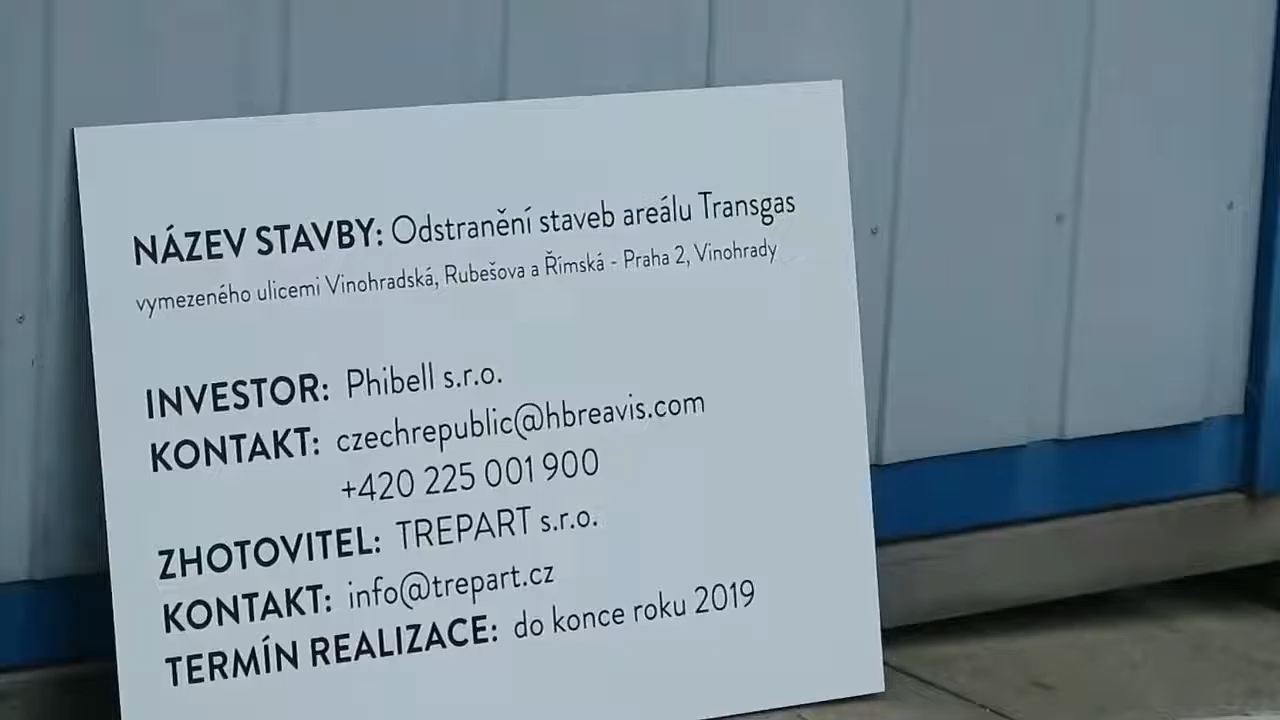 NÁZEV STAVBY: Odstranění staveb areálu Transgas
vymezeného ulicemi Vinohradská, Rubešova a Římská - Praha 2, Vinohrady
INVESTOR: Phibell s.r.o.
KONTAKT: czechrepublic@hbreavis.com
+420 225 001 900
ZHOTOVITEL: TREPART s.r.o.
KONTAKT: info@trepart.cz
TERMÍN REALIZACE: do konce roku 2019